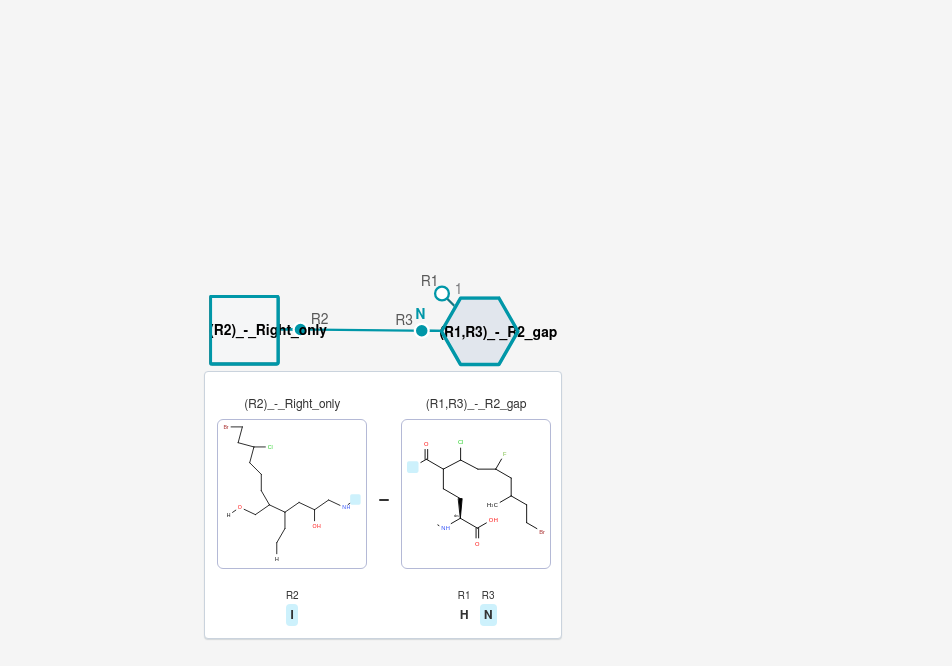 R1
1
R2
R3
N
(R2)_-_Right_only
(R1,R3)_-_R2_gap
(R2)_-_Right_only
(R1,R3)_-_R2_gap
Br
Cl
H
O
OH
NH
H
–
O
Cl
F
H₃C
NH
OH
O
Br
R2
I
R1
H
R3
N